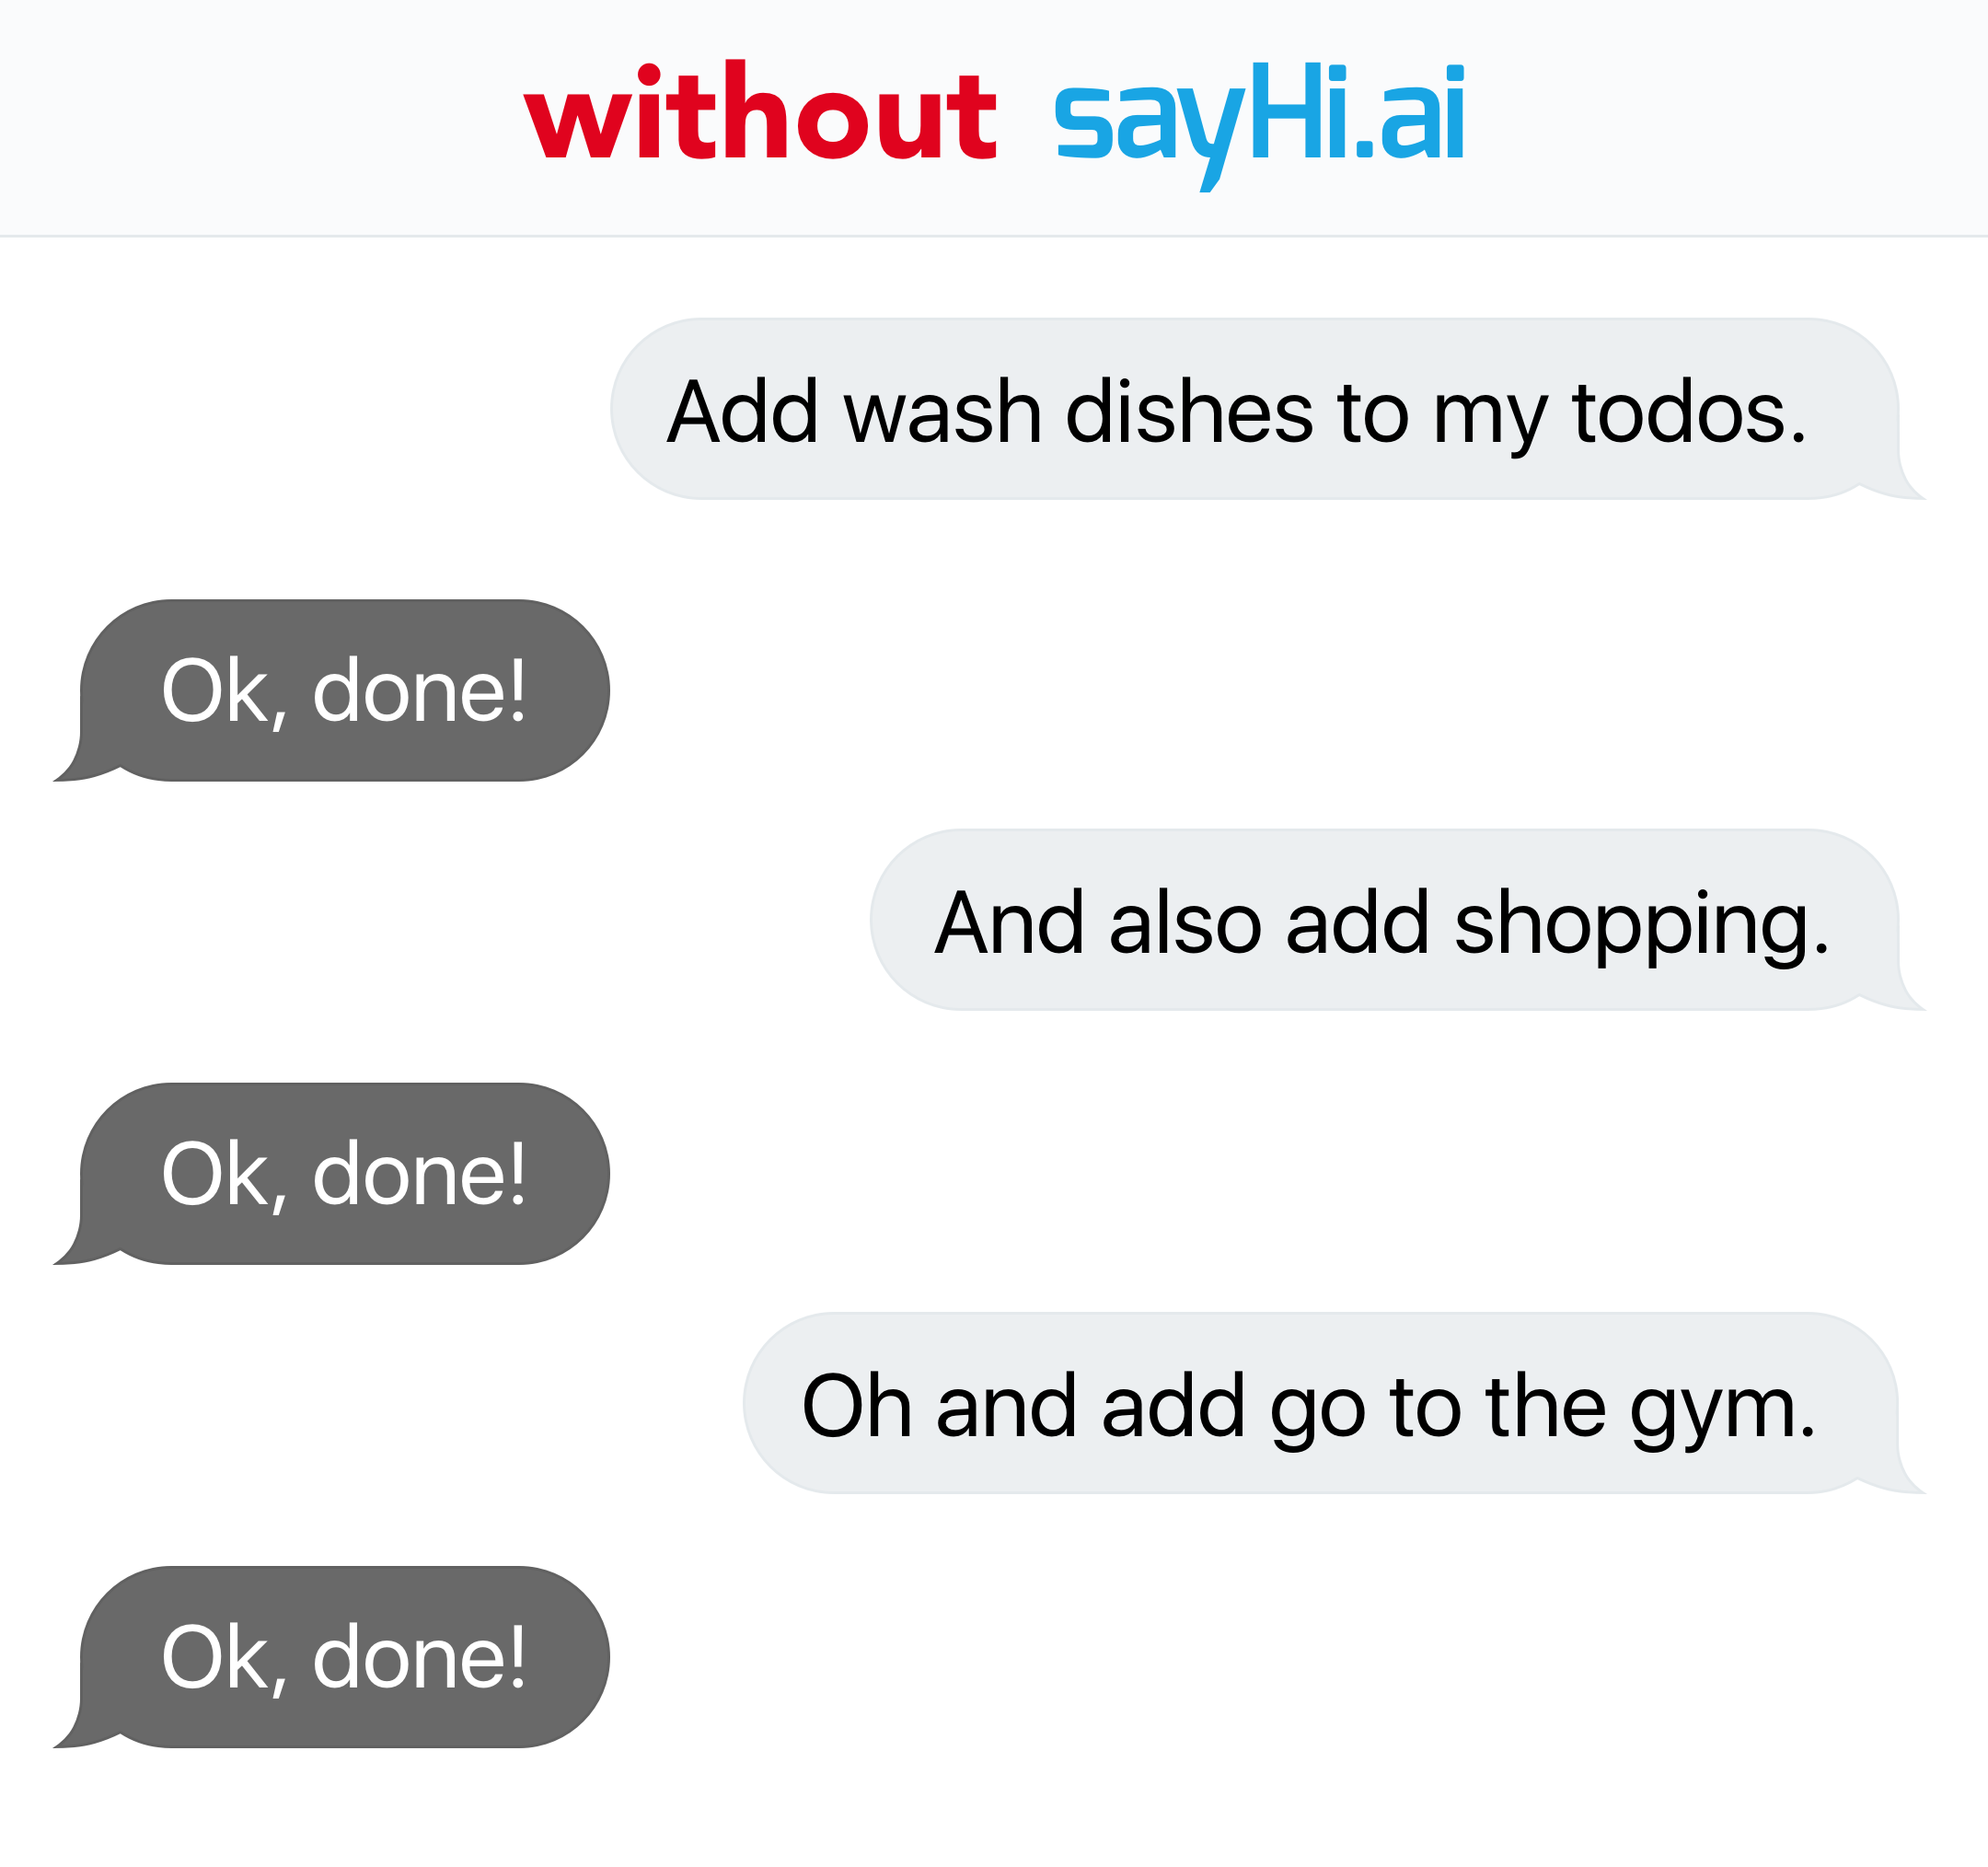 without sayHi.ai
Add wash dishes to my todos.
Ok, done!
And also add shopping.
Ok, done!
Oh and add go to the gym.
Ok, done!